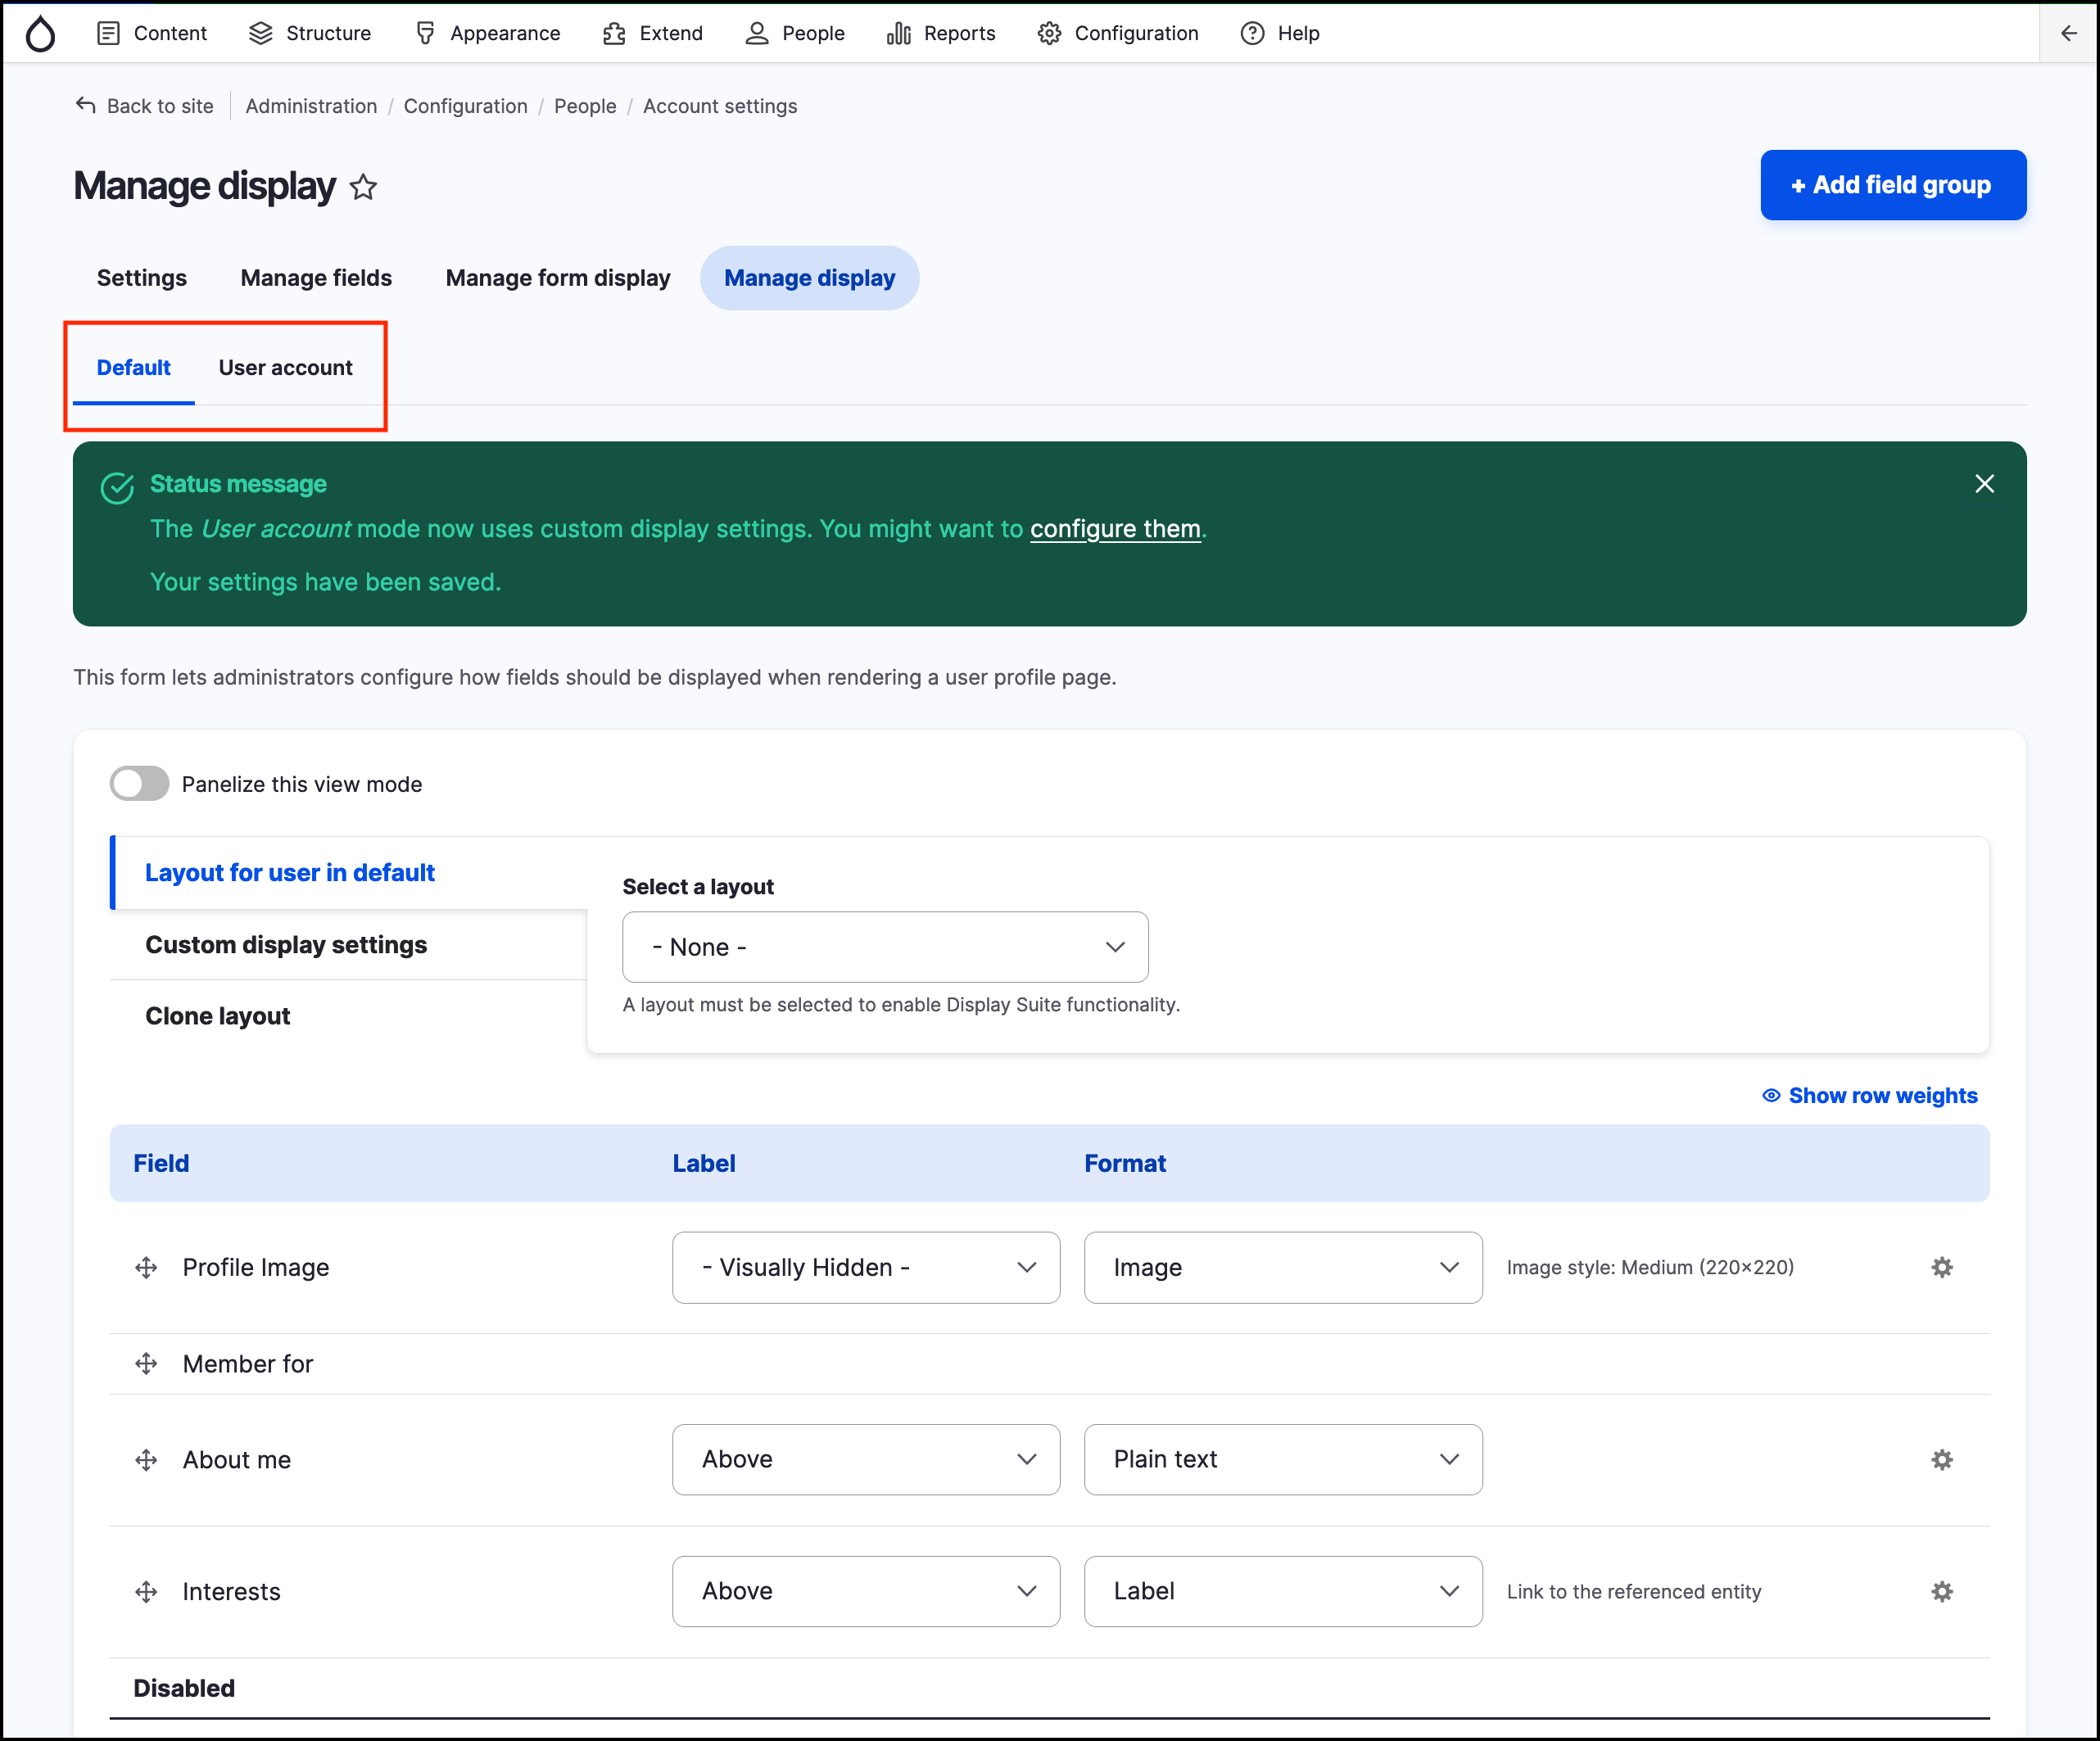 Content Structure Appearance Extend People Reports Configuration Help
Back to site Administration / Configuration / People / Account settings
Manage display
+ Add field group
Settings Manage fields Manage form display Manage display
Default User account
Status message
The User account mode now uses custom display settings. You might want to configure them.
Your settings have been saved.
This form lets administrators configure how fields should be displayed when rendering a user profile page.
Panelize this view mode
Layout for user in default
Custom display settings
Clone layout
Select a layout
- None -
A layout must be selected to enable Display Suite functionality.
Show row weights
Field Label Format
Profile Image - Visually Hidden - Image Image style: Medium (220×220)
Member for
About me Above Plain text
Interests Above Label Link to the referenced entity
Disabled